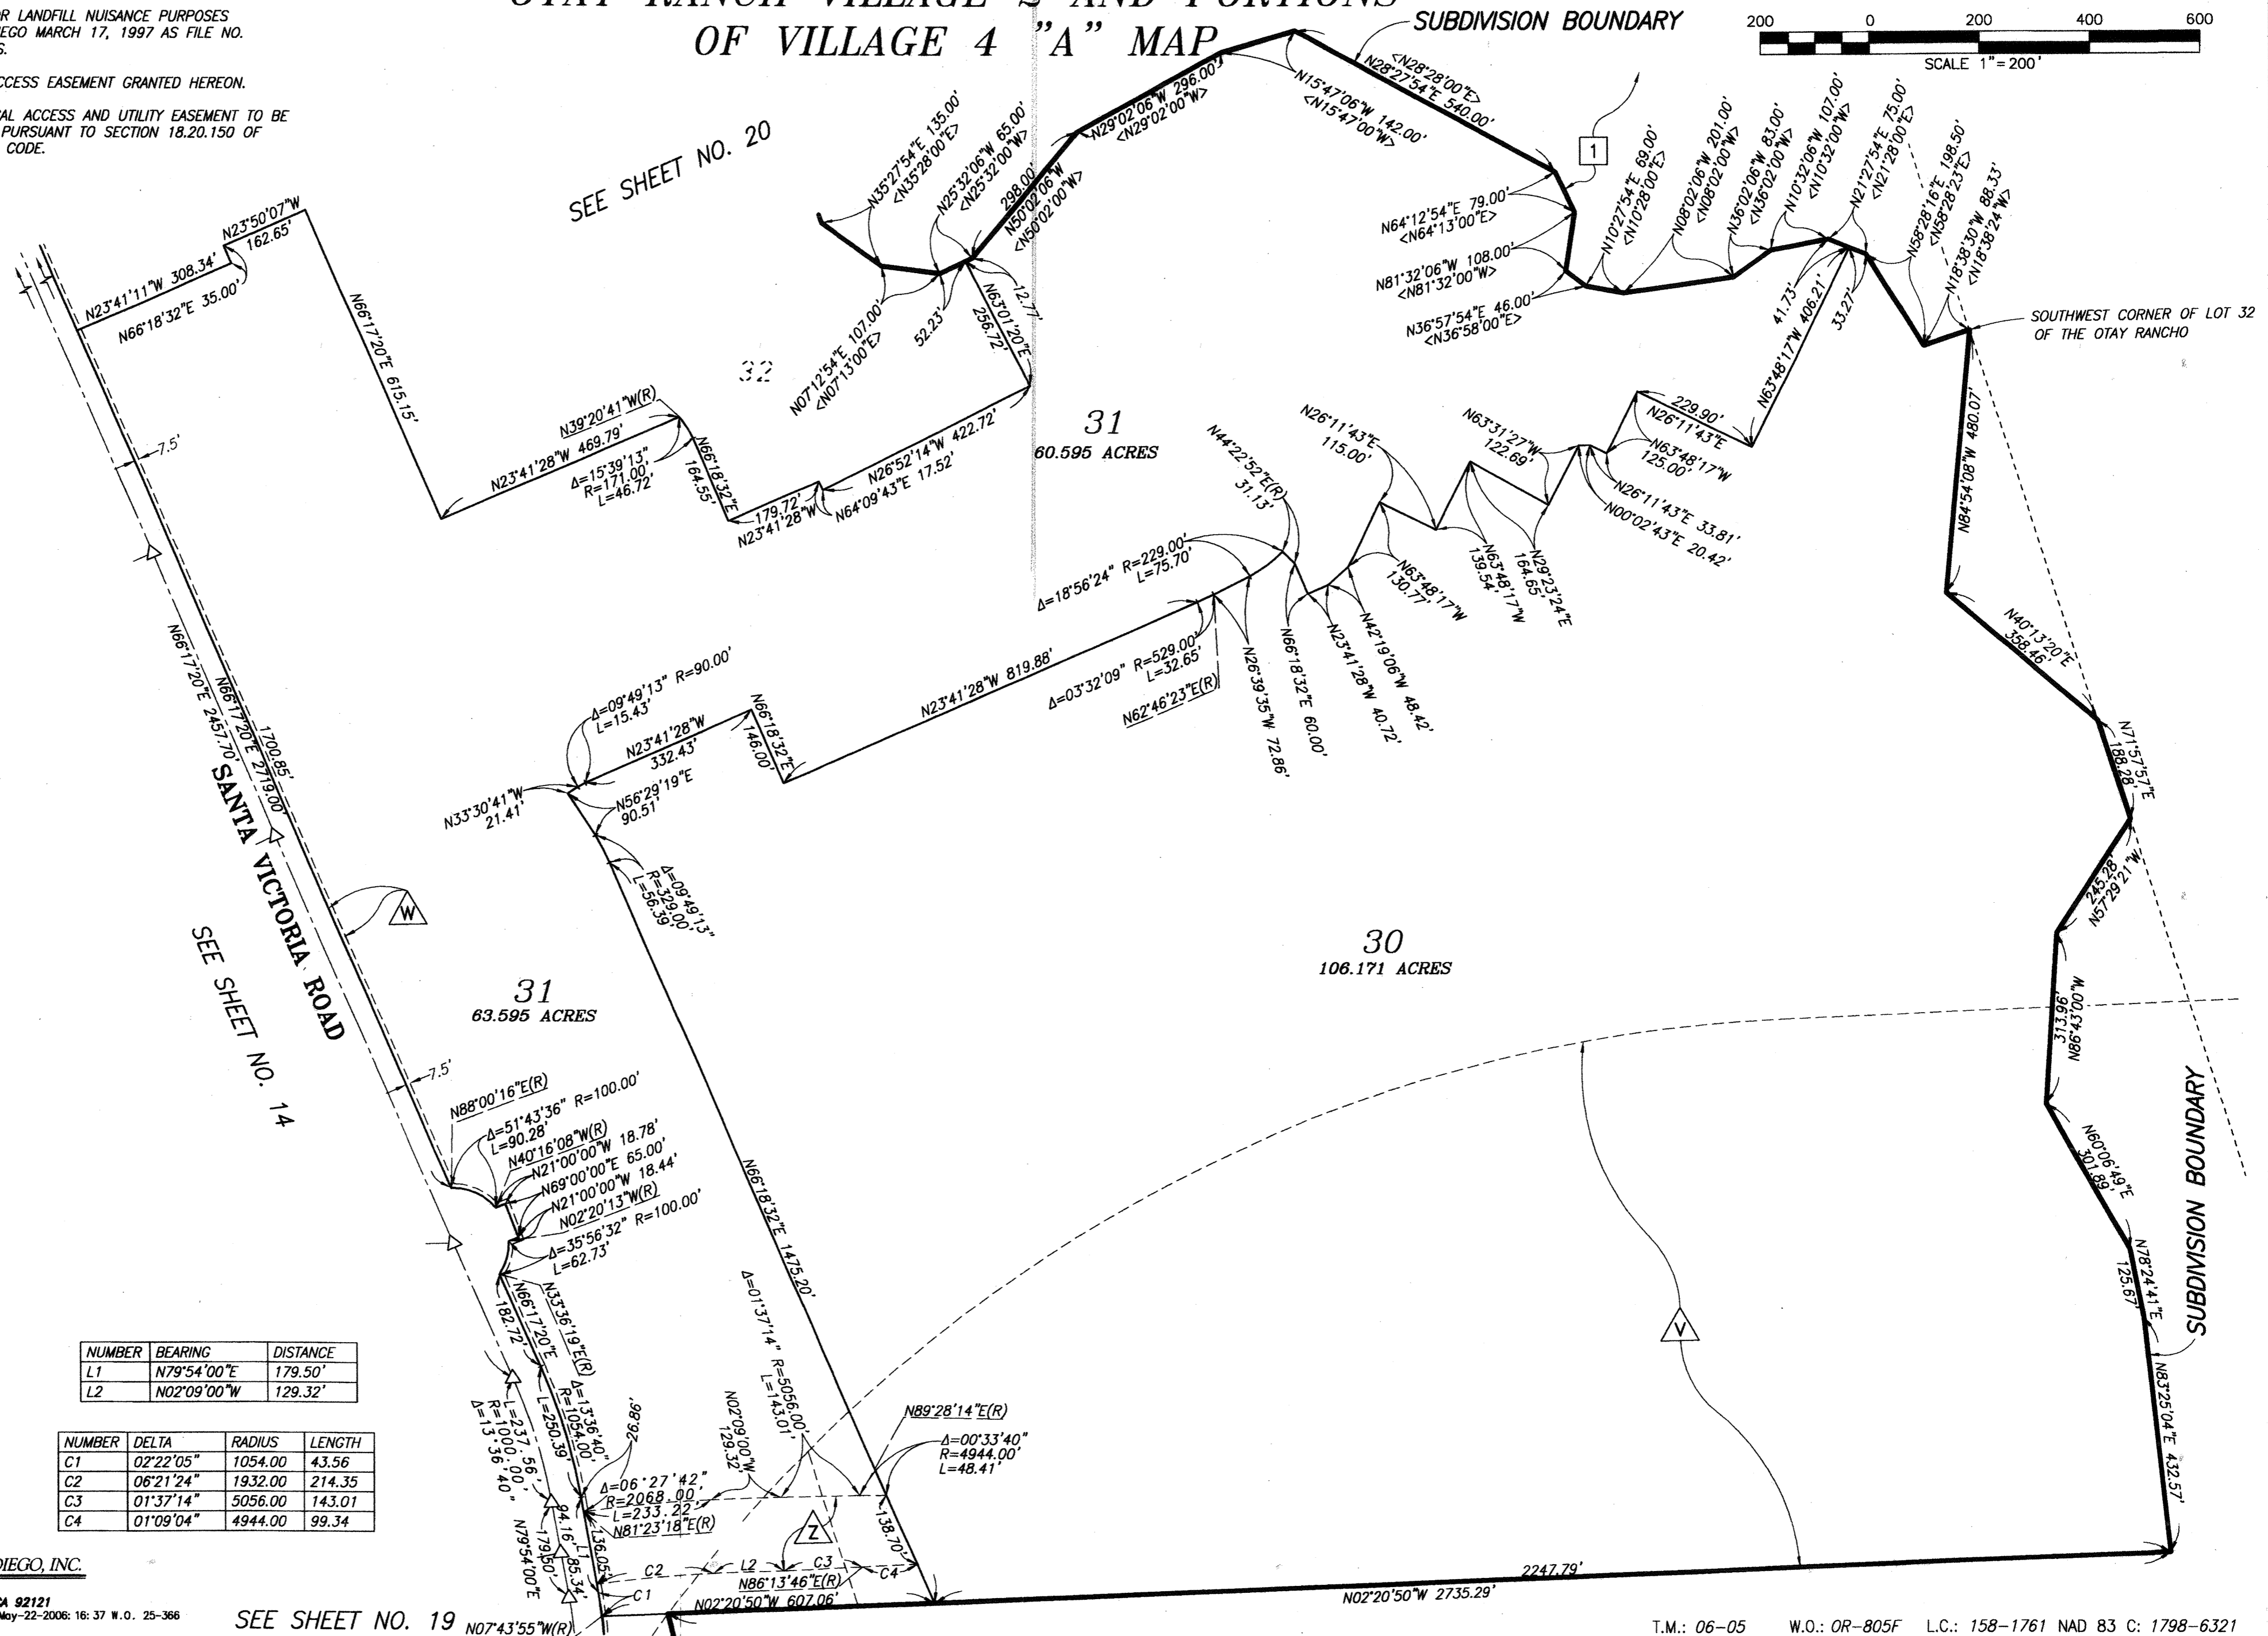 OR LANDFILL NUISANCE PURPOSES
EGO MARCH 17, 1997 AS FILE NO.
S.
CCESS EASEMENT GRANTED HEREON.
AL ACCESS AND UTILITY EASEMENT TO BE
PURSUANT TO SECTION 18.20.150 OF
CODE.
OTAY RANCH VILLAGE 2 AND PORTIONS
OF VILLAGE 4 "A" MAP
SUBDIVISION BOUNDARY
200 0 200 400 600
SCALE 1"=200'
SEE SHEET NO. 20
N23°50'07"W
162.65'
N23°41'11"W 308.34'
N66°18'32"E 35.00'
N66°17'20"E 615.15'
N35°27'54"E 135.00'
<N35°28'00"E>
N25°32'06"W 65.00'
<N25°32'00"W>
298.00'
N50°02'06"W
<N50°02'00"W>
N29°02'06"W 296.00'
<N29°02'00"W>
N15°47'06"W 142.00'
<N15°47'00"W>
<N28°28'00"E>
N28°27'54"E 540.00'
1
N64°12'54"E 79.00'
<N64°13'00"E>
N81°32'06"W 108.00'
<N81°32'00"W>
N36°57'54"E 46.00'
<N36°58'00"E>
N10°27'54"E 69.00'
<N10°28'00"E>
N08°02'06"W 201.00'
<N08°02'00"W>
N36°02'06"W 83.00'
<N36°02'00"W>
N10°32'06"W 107.00'
<N10°32'00"W>
N21°27'54"E 75.00'
<N21°28'00"E>
N58°28'16"E 198.50'
<N58°28'23"E>
N18°38'30"W 88.33'
<N18°38'24"W>
SOUTHWEST CORNER OF LOT 32
OF THE OTAY RANCHO
N07°12'54"E 107.00'
<N07°13'00"E>
52.23'
12.77'
N63°01'20"E
256.72'
32
41.73'
N63°48'17"W 406.21'
33.27'
N39°20'41"W(R)
N23°41'28"W 469.79'
Δ=15°39'13"
R=171.00'
L=46.72'
N66°18'32"E
164.55'
179.72'
N23°41'28"W
N26°52'14"W 422.72'
N64°09'43"E 17.52'
31
60.595 ACRES
N44°22'52"E(R)
31.13'
N26°11'43"E
115.00'
N63°31'27"W
122.69'
229.90'
N26°11'43"E
N63°48'17"W
125.00'
N26°11'43"E 33.81'
N00°02'43"E 20.42'
N29°23'24"E
164.65'
N63°48'17"W
139.54'
N63°48'17"W
130.77'
N42°19'06"W 48.42'
N23°41'28"W 40.72'
N66°18'32"E 60.00'
N26°39'35"W 72.86'
Δ=18°56'24" R=229.00'
L=75.70'
Δ=03°32'09" R=529.00'
L=32.65'
N62°46'23"E(R)
N23°41'28"W 819.88'
N84°54'08"W 480.07'
N40°13'20"E
358.46'
N71°57'57"E
188.28'
245.28'
N57°29'21"W
313.96'
N86°43'00"W
N60°06'49"E
301.89'
N78°24'41"E
125.67'
N83°25'04"E 432.57'
SUBDIVISION BOUNDARY
7.5'
N66°17'20"E 2457.70'
N66°17'20"E 2719.00'
1700.85'
SANTA VICTORIA ROAD
SEE SHEET NO. 14
W
Δ=09°49'13" R=90.00'
L=15.43'
N23°41'28"W
332.43'
N66°18'32"E
146.00'
N33°30'41"W
21.41'
N56°29'19"E
90.51'
Δ=09°49'13"
R=329.00'
L=56.39'
31
63.595 ACRES
30
106.171 ACRES
7.5'
N88°00'16"E(R)
Δ=51°43'36" R=100.00'
L=90.28'
N40°16'08"W(R)
N21°00'00"W 18.78'
N69°00'00"E 65.00'
N21°00'00"W 18.44'
N02°20'13"W(R)
Δ=35°56'32" R=100.00'
L=62.73'
N66°18'32"E 1475.20'
V
N33°36'19"E(R)
N66°17'20"E
182.72'
Δ=13°36'40"
R=1054.00'
L=250.39'
L=237.56'
R=1000.00'
Δ=13°36'40"
26.86'
N02°09'00"W
129.32'
Δ=01°37'14" R=5056.00'
L=143.01'
N89°28'14"E(R)
Δ=00°33'40"
R=4944.00'
L=48.41'
Δ=06°27'42"
R=2068.00'
L=233.22'
N81°23'18"E(R)
Z
138.70'
94.16'
179.50'
85.34'
N79°54'00"E
L1
136.05'
C2 L2 C3 C4
N86°13'46"E(R)
C1
N02°20'50"W 607.06'
2247.79'
N02°20'50"W 2735.29'
NUMBER BEARING DISTANCE
L1 N79°54'00"E 179.50'
L2 N02°09'00"W 129.32'
NUMBER DELTA RADIUS LENGTH
C1 02°22'05" 1054.00 43.56
C2 06°21'24" 1932.00 214.35
C3 01°37'14" 5056.00 143.01
C4 01°09'04" 4944.00 99.34
DIEGO, INC.
CA 92121
May-22-2006: 16: 37 W.O. 25-366
SEE SHEET NO. 19
N07°43'55"W(R)
T.M.: 06-05 W.O.: OR-805F L.C.: 158-1761 NAD 83 C: 1798-6321